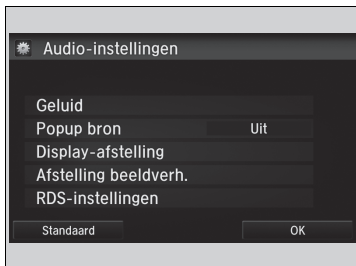 Audio-instellingen
Geluid
Popup bron Uit
Display-afstelling
Afstelling beeldverh.
RDS-instellingen
Standaard OK